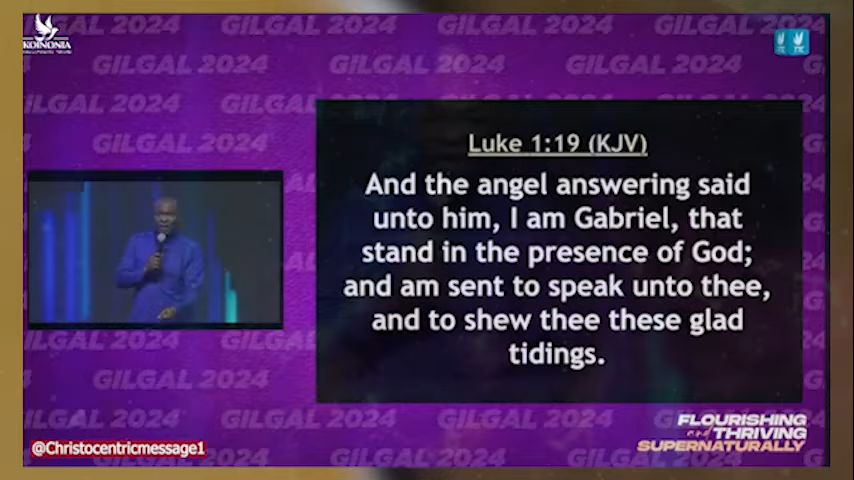 KOINONIA
GILGAL 2024
Luke 1:19 (KJV)
And the angel answering said
unto him, I am Gabriel, that
stand in the presence of God;
and am sent to speak unto thee,
and to shew thee these glad
tidings.
FLOURISHING
and THRIVING
SUPERNATURALLY
@Christocentricmessage1